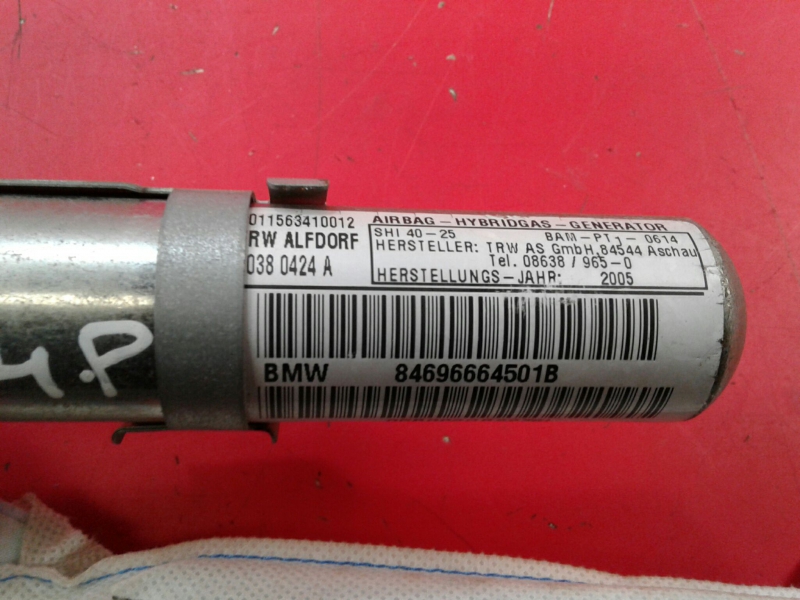 011563410012
RW ALFDORF
038 0424 A
AIRBAG-HYBRIDGAS-GENERATOR
SHI 40-25 BAM-PT1-0614
HERSTELLER: TRW AS GmbH,84544 Aschau
Tel. 08638 / 965-0
HERSTELLUNGS-JAHR: 2005
BMW 84696664501B
4.P